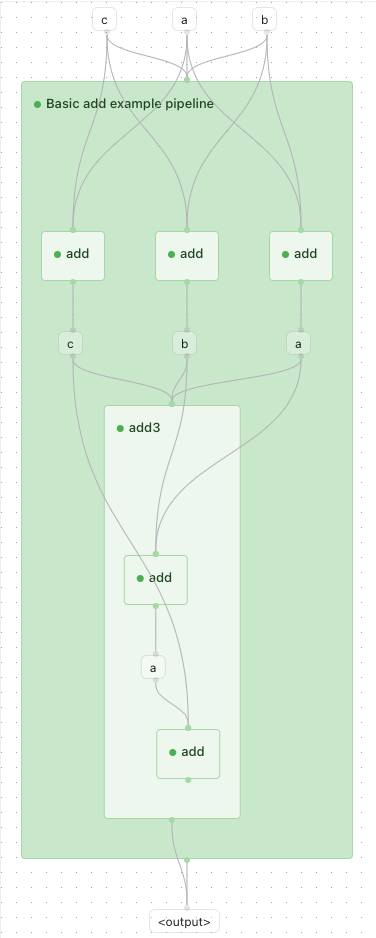 c a b
Basic add example pipeline
add add add
c b a
add3
add
a
add
<output>